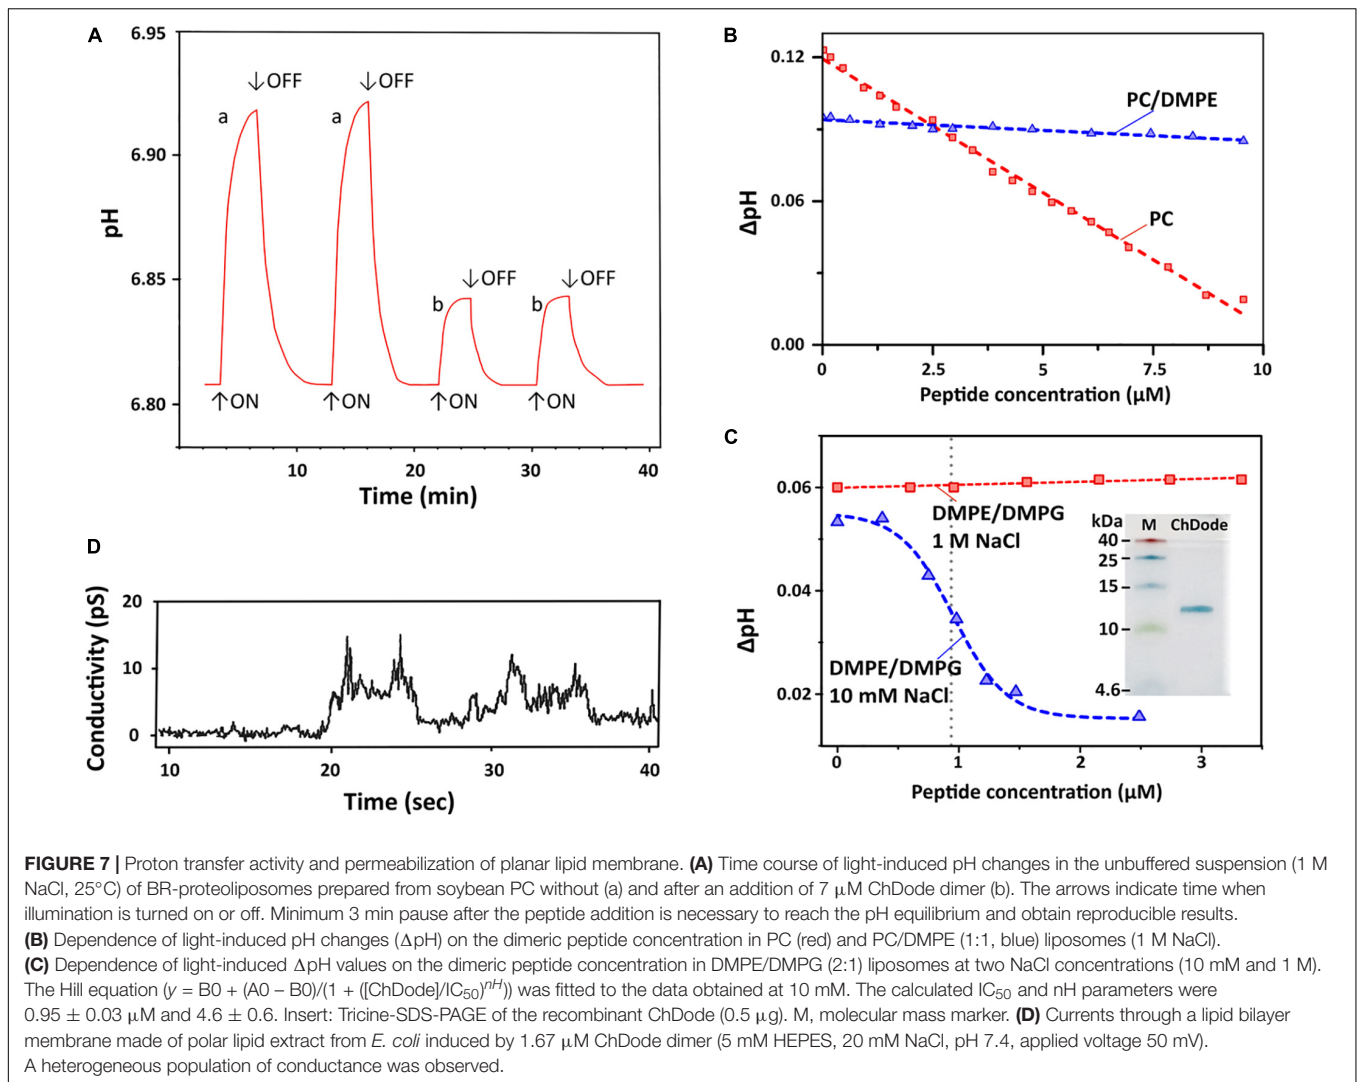 A
6.95
6.90
6.85
6.80
pH
a
↓OFF
a
↓OFF
b
↓OFF
b
↓OFF
↑ON
↑ON
↑ON
↑ON
10
20
30
40
Time (min)
B
0.12
0.06
0.00
ΔpH
PC/DMPE
PC
0
2.5
5
7.5
10
Peptide concentration (μM)
C
0.06
0.04
0.02
ΔpH
DMPE/DMPG
1 M NaCl
DMPE/DMPG
10 mM NaCl
kDa M ChDode
40
25
15
10
4.6
0
1
2
3
Peptide concentration (μM)
D
20
10
0
Conductivity (pS)
10
20
30
40
Time (sec)
FIGURE 7 | Proton transfer activity and permeabilization of planar lipid membrane. (A) Time course of light-induced pH changes in the unbuffered suspension (1 M
NaCl, 25°C) of BR-proteoliposomes prepared from soybean PC without (a) and after an addition of 7 μM ChDode dimer (b). The arrows indicate time when
illumination is turned on or off. Minimum 3 min pause after the peptide addition is necessary to reach the pH equilibrium and obtain reproducible results.
(B) Dependence of light-induced pH changes (ΔpH) on the dimeric peptide concentration in PC (red) and PC/DMPE (1:1, blue) liposomes (1 M NaCl).
(C) Dependence of light-induced ΔpH values on the dimeric peptide concentration in DMPE/DMPG (2:1) liposomes at two NaCl concentrations (10 mM and 1 M).
The Hill equation (y = B0 + (A0 – B0)/(1 + ([ChDode]/IC50)nH)) was fitted to the data obtained at 10 mM. The calculated IC50 and nH parameters were
0.95 ± 0.03 μM and 4.6 ± 0.6. Insert: Tricine-SDS-PAGE of the recombinant ChDode (0.5 μg). M, molecular mass marker. (D) Currents through a lipid bilayer
membrane made of polar lipid extract from E. coli induced by 1.67 μM ChDode dimer (5 mM HEPES, 20 mM NaCl, pH 7.4, applied voltage 50 mV).
A heterogeneous population of conductance was observed.